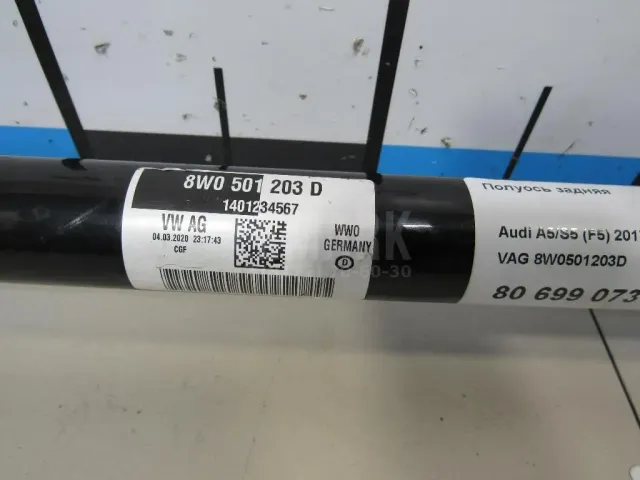 8W0 501 203 D
1401234567
VW AG
04.03.2020 23:17:43
CGF
WWO
GERMANY
D
Полуось задняя
Audi A5/S5 (F5) 201
VAG 8W0501203D
80 699 073